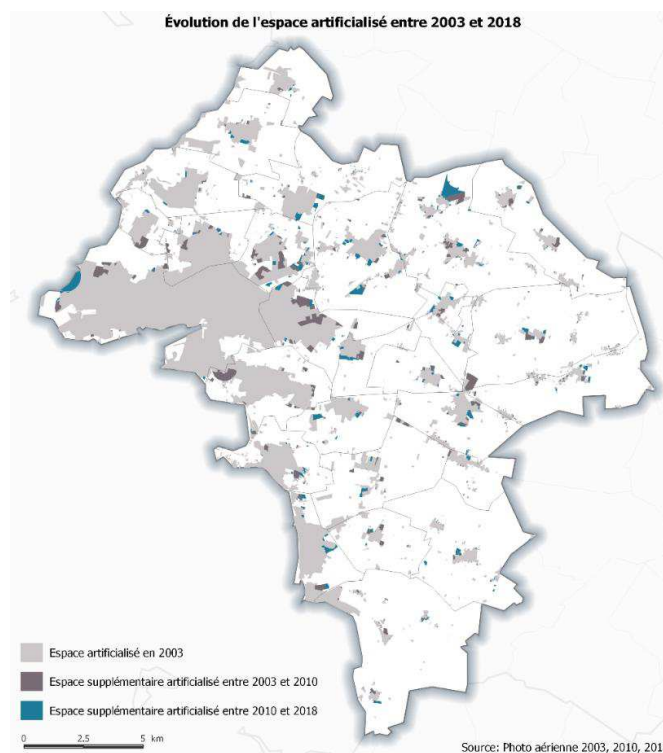 Évolution de l'espace artificialisé entre 2003 et 2018
Espace artificialisé en 2003
Espace supplémentaire artificialisé entre 2003 et 2010
Espace supplémentaire artificialisé entre 2010 et 2018
0 2,5 5 km
Source: Photo aérienne 2003, 2010, 201